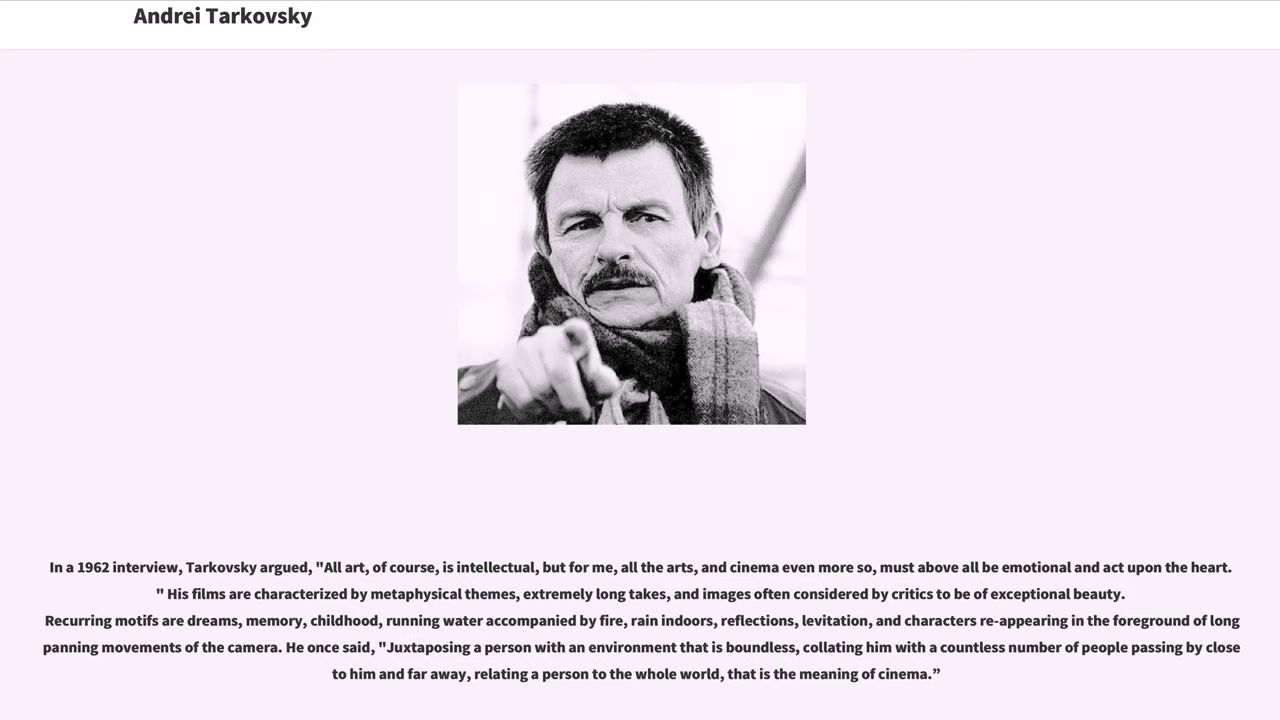 Andrei Tarkovsky
In a 1962 interview, Tarkovsky argued, "All art, of course, is intellectual, but for me, all the arts, and cinema even more so, must above all be emotional and act upon the heart.
" His films are characterized by metaphysical themes, extremely long takes, and images often considered by critics to be of exceptional beauty.
Recurring motifs are dreams, memory, childhood, running water accompanied by fire, rain indoors, reflections, levitation, and characters re-appearing in the foreground of long
panning movements of the camera. He once said, "Juxtaposing a person with an environment that is boundless, collating him with a countless number of people passing by close
to him and far away, relating a person to the whole world, that is the meaning of cinema.”